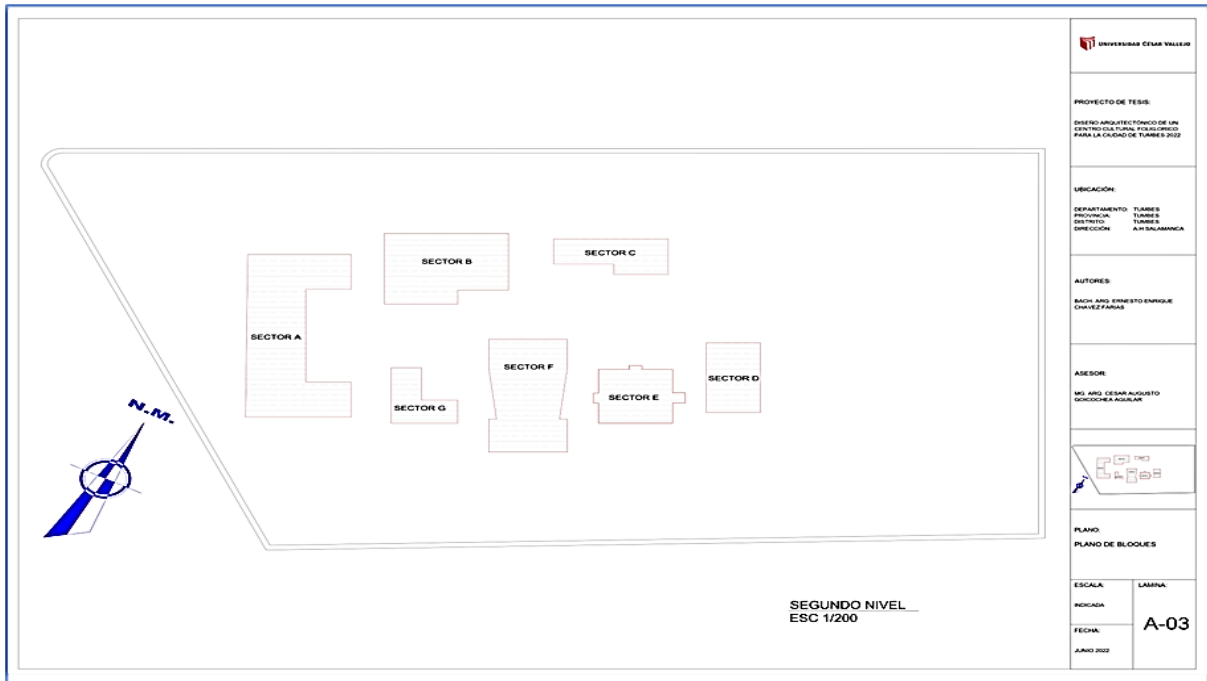 UNIVERSIDAD CÉSAR VALLEJO
PROYECTO DE TESIS:
DISEÑO ARQUITECTÓNICO DE UN
CENTRO CULTURAL FOLKLORICO
PARA LA CIUDAD DE TUMBES 2022
UBICACIÓN:
DEPARTAMENTO: TUMBES
PROVINCIA: TUMBES
DISTRITO: TUMBES
DIRECCIÓN: A.H SALAMANCA
AUTORES:
BACH. ARQ. ERNESTO ENRIQUE
CHAVEZ FARIAS
ASESOR:
MG. ARQ. CESAR AUGUSTO
GOICOCHEA AGUILAR
PLANO:
PLANO DE BLOQUES
ESCALA:
INDICADA
LAMINA:
A-03
FECHA:
JUNIO 2022
SECTOR B
SECTOR C
SECTOR A
SECTOR F
SECTOR D
SECTOR E
SECTOR G
N.M.
SEGUNDO NIVEL
ESC 1/200